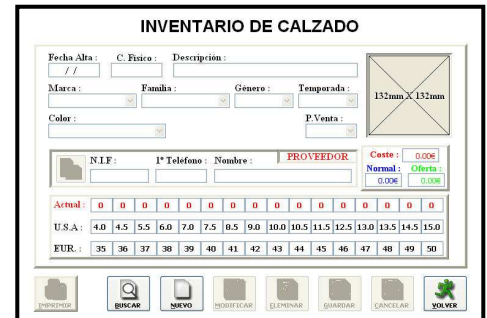 INVENTARIO DE CALZADO
Fecha Alta : C. Fisico : Descripción :
/ /
Marca : Familia : Género : Temporada :
132mm X 132mm
Color : P.Venta :
N.I.F : 1º Telefono : Nombre : PROVEEDOR
Coste : 0.00€
Normal : Oferta :
0.00€ 0.00€
Actual : 0 0 0 0 0 0 0 0 0 0 0 0 0 0 0 0
U.S.A : 4.0 4.5 5.5 6.0 7.0 7.5 8.5 9.0 10.0 10.5 11.5 12.5 13.0 13.5 14.5 15.0
EUR. : 35 36 37 38 39 40 41 42 43 44 45 46 47 48 49 50
IMPRIMIR BUSCAR NUEVO MODIFICAR ELEMINAR GUARDAR CANCELAR VOLVER